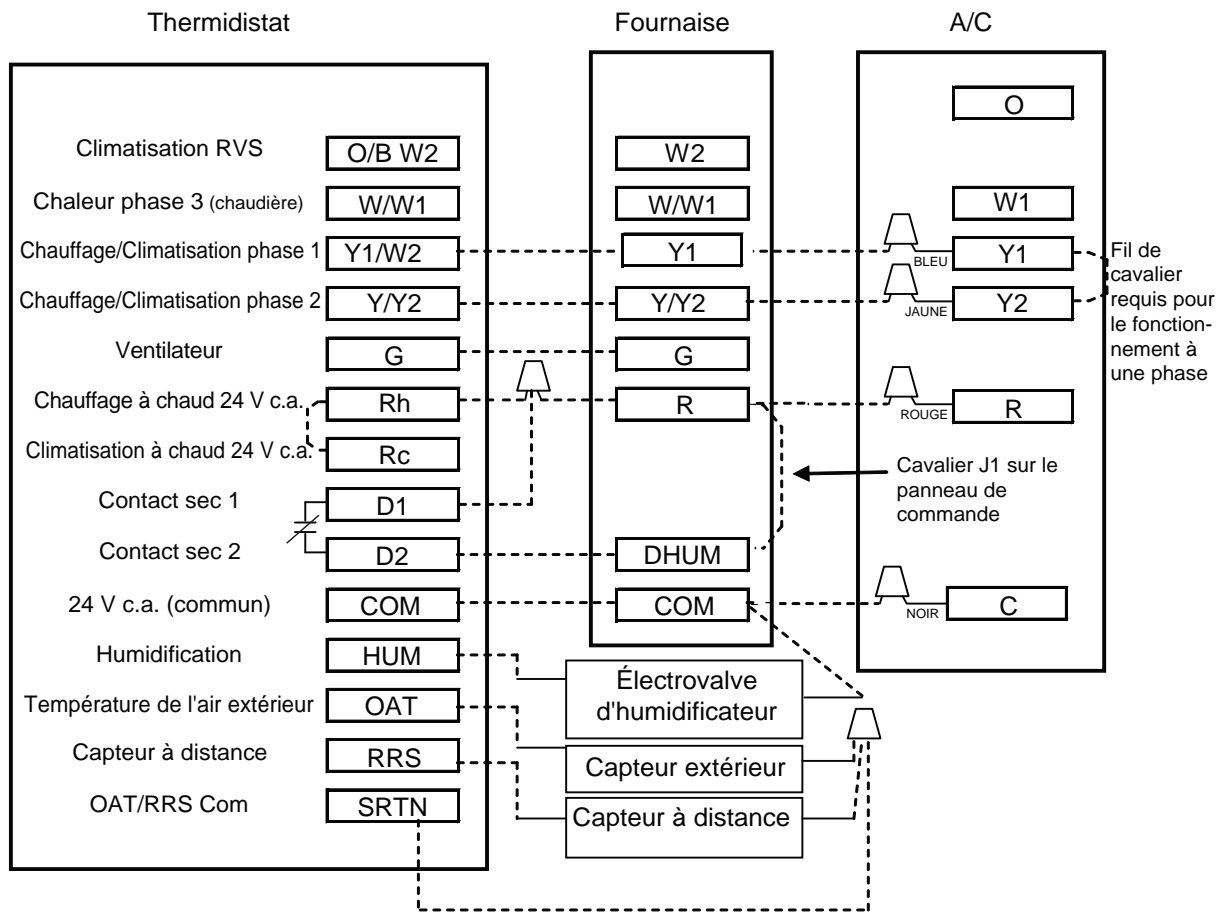 Thermidistat
Fournaise
A/C
O
Climatisation RVS
O/B W2
W2
Chaleur phase 3 (chaudière)
W/W1
W/W1
W1
Chauffage/Climatisation phase 1
Y1/W2
Y1
BLEU
Y1
Chauffage/Climatisation phase 2
Y/Y2
Y/Y2
JAUNE
Y2
Fil de
cavalier
requis pour
le fonction-
nement à
une phase
Ventilateur
G
G
Chauffage à chaud 24 V c.a.
Rh
R
ROUGE
R
Climatisation à chaud 24 V c.a.
Rc
Cavalier J1 sur le
panneau de
commande
Contact sec 1
D1
Contact sec 2
D2
DHUM
24 V c.a. (commun)
COM
COM
NOIR
C
Humidification
HUM
Électrovalve
d'humidificateur
Température de l'air extérieur
OAT
Capteur extérieur
Capteur à distance
RRS
Capteur à distance
OAT/RRS Com
SRTN